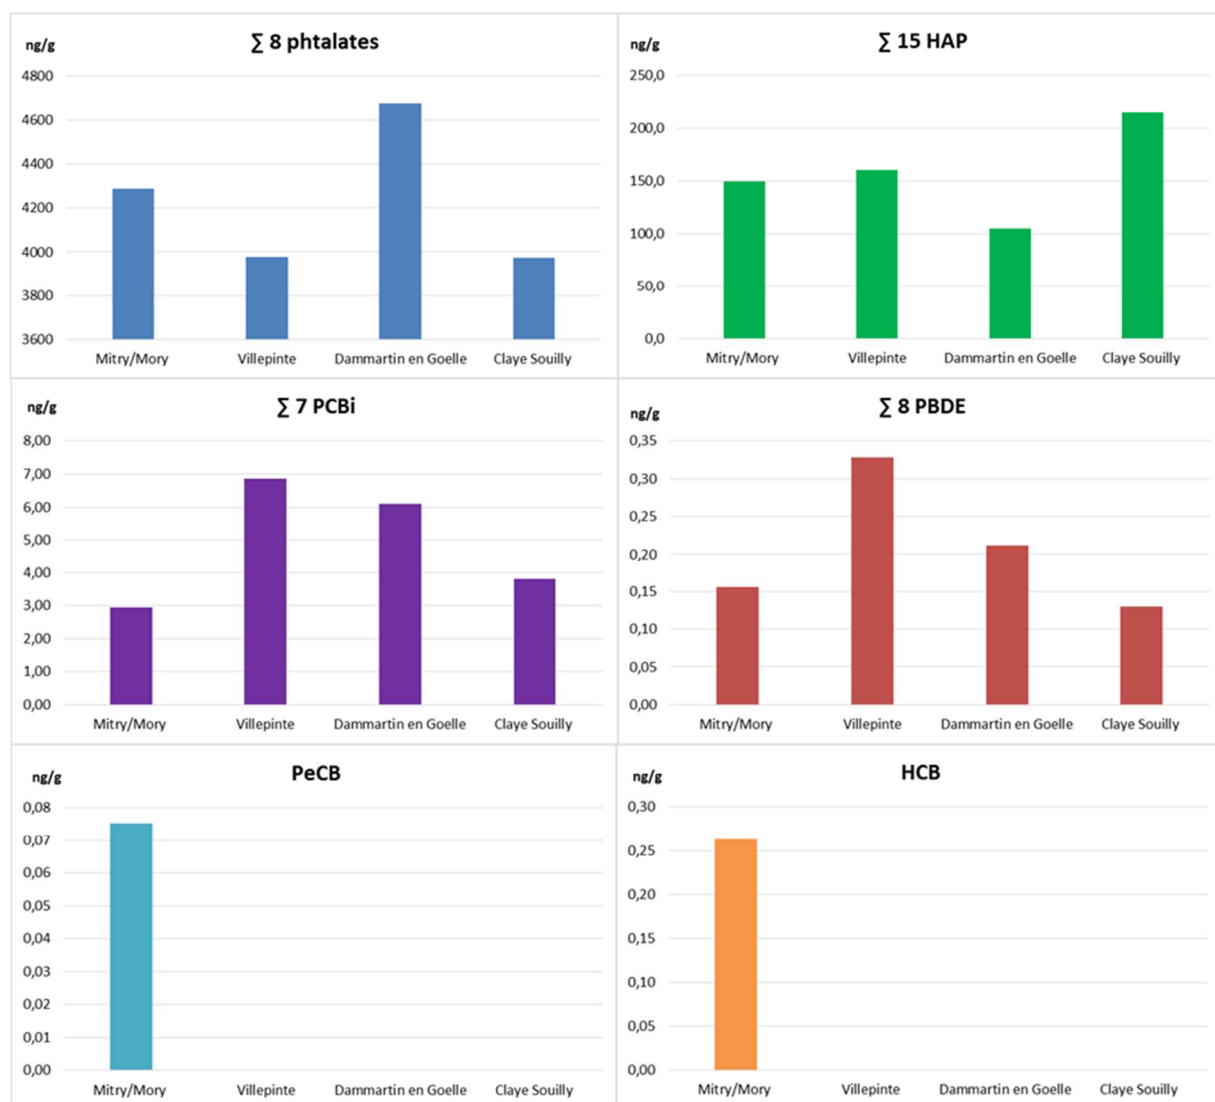 ∑ 8 phtalates
ng/g
4800
4600
4400
4200
4000
3800
3600
Mitry/Mory Villepinte Dammartin en Goelle Claye Souilly
∑ 15 HAP
ng/g
250,0
200,0
150,0
100,0
50,0
0,0
Mitry/Mory Villepinte Dammartin en Goelle Claye Souilly
∑ 7 PCBi
ng/g
8,00
7,00
6,00
5,00
4,00
3,00
2,00
1,00
0,00
Mitry/Mory Villepinte Dammartin en Goelle Claye Souilly
∑ 8 PBDE
ng/g
0,35
0,30
0,25
0,20
0,15
0,10
0,05
0,00
Mitry/Mory Villepinte Dammartin en Goelle Claye Souilly
PeCB
ng/g
0,08
0,07
0,06
0,05
0,04
0,03
0,02
0,01
0,00
Mitry/Mory Villepinte Dammartin en Goelle Claye Souilly
HCB
ng/g
0,30
0,25
0,20
0,15
0,10
0,05
0,00
Mitry/Mory Villepinte Dammartin en Goelle Claye Souilly